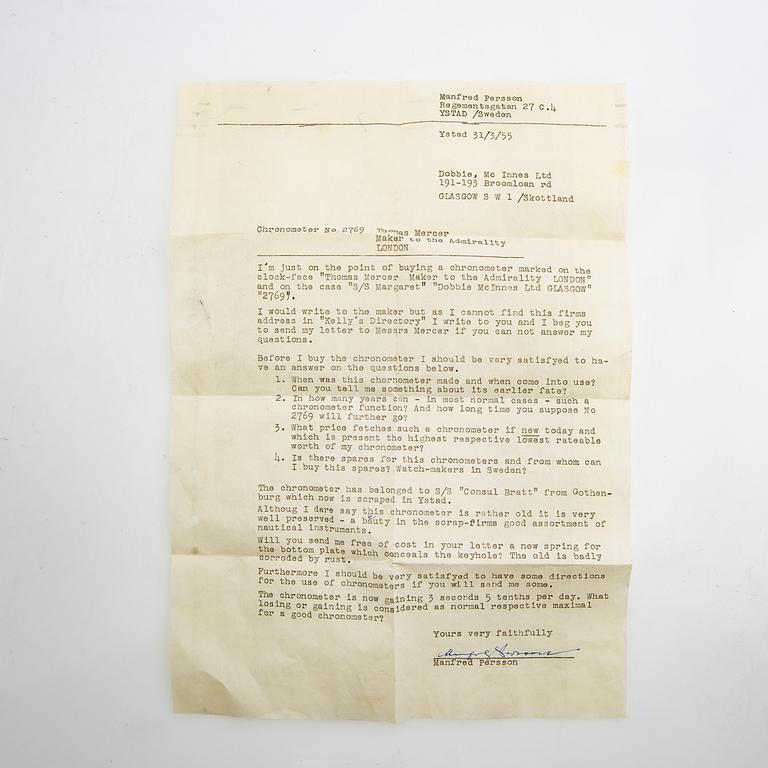 Manfred Persson
Regementsgatan 27 C.4
YSTAD /Sweden
Ystad 31/3/55
Dobbie, Mc Innes Ltd
191-193 Broomloan rd
GLASGOW S W 1 /Skottland
Chronometer No 2769 Thomas Mercer
Maker to the Admirality
LONDON
I'm just on the point of buying a chronometer marked on the
clock-face "Thomas Mercer Maker to the Admirality LONDON"
and on the case "S/S Margaret" "Dobbie McInnes Ltd GLASGOW"
"2769".
I would write to the maker but as I cannot find this firms
address in "Kelly's Directory" I write to you and I beg you
to send my letter to Messrs Mercer if you can not answer my
questions.
Before I buy the chronometer I should be very satisfyed to ha-
ve an answer on the questions below.
1. When was this chornometer made and when come into use?
Can you tell me something about its earlier fate?
2. In how many years can - in most normal cases - such a
chronometer function? And how long time you suppose No
2769 will further go?
3. What price fetches such a chronometer if new today and
which is present the highest respective lowest rateable
worth of my chronometer?
4. Is there spares for this chronometers and from whom can
I buy this spares? Watch-makers in Sweden?
The chronometer has belonged to S/S "Consul Bratt" from Gothen-
burg which now is scraped in Ystad.
Althoug I dare say this chronometer is rather old it is very
well preserved - a bauty in the scrap-firms good assortment of
nautical instruments.
Will you send me free of cost in your letter a new spring for
the bottom plate which conceals the keyhole? The old is badly
corroded by rust.
Furthermore I should be very satisfyed to have some directions
for the use of chronometers if you will send me some.
The chronometer is now gaining 3 seconds 5 tenths per day. What
losing or gaining is considered as normal respective maximal
for a good chronometer?
Yours very faithfully
Manfred Persson
Manfred Persson